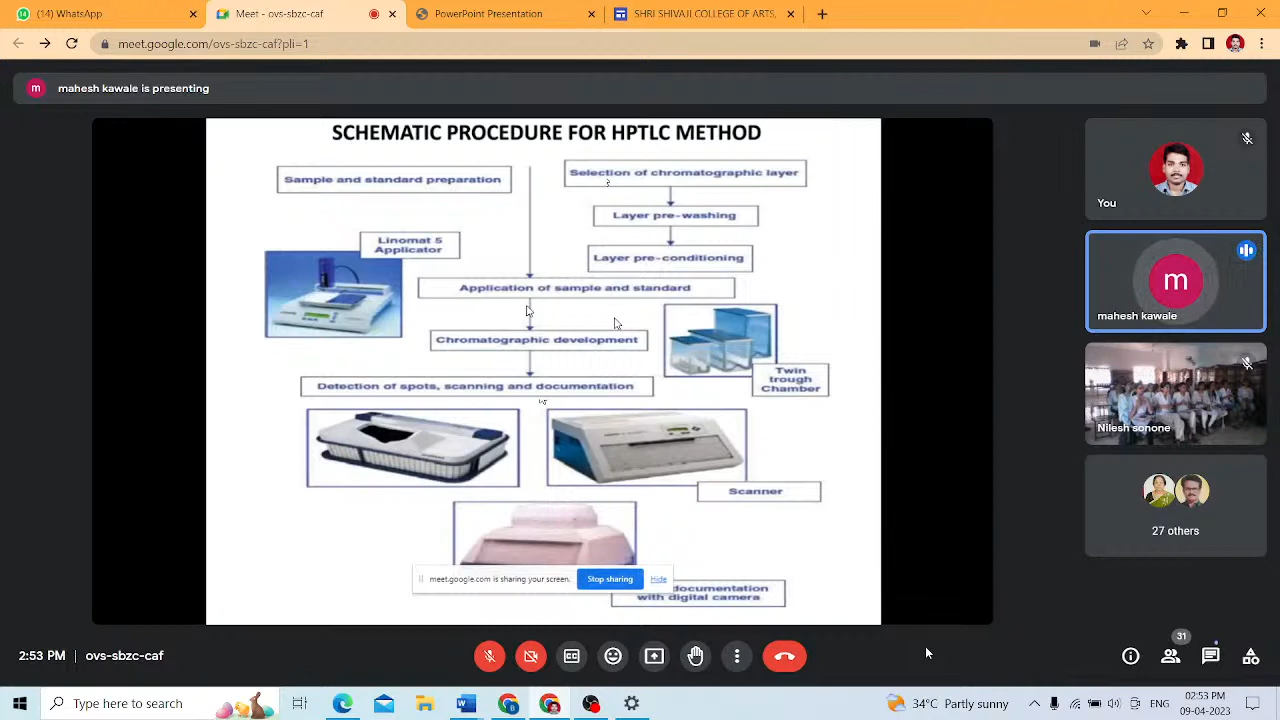 (14) WhatsApp
Meet - ovs-sbzc-caf
PowerPoint Presentation
SHRI SHIVAJI COLLEGE OF ARTS,
meet.google.com/ovs-sbzc-caf?pli=1
m
mahesh kawale is presenting
SCHEMATIC PROCEDURE FOR HPTLC METHOD
Sample and standard preparation
Selection of chromatographic layer
Layer pre-washing
Linomat 5
Applicator
Layer pre-conditioning
Application of sample and standard
Chromatographic development
Twin
trough
Chamber
Detection of spots, scanning and documentation
Scanner
meet.google.com is sharing your screen.
Stop sharing
Hide
documentation
with digital camera
You
m
mahesh kawale
Nilesh sonone
27 others
2:53 PM | ovs-sbzc-caf
31
Type here to search
34°C Partly sunny
02:53 PM
09-04-2023